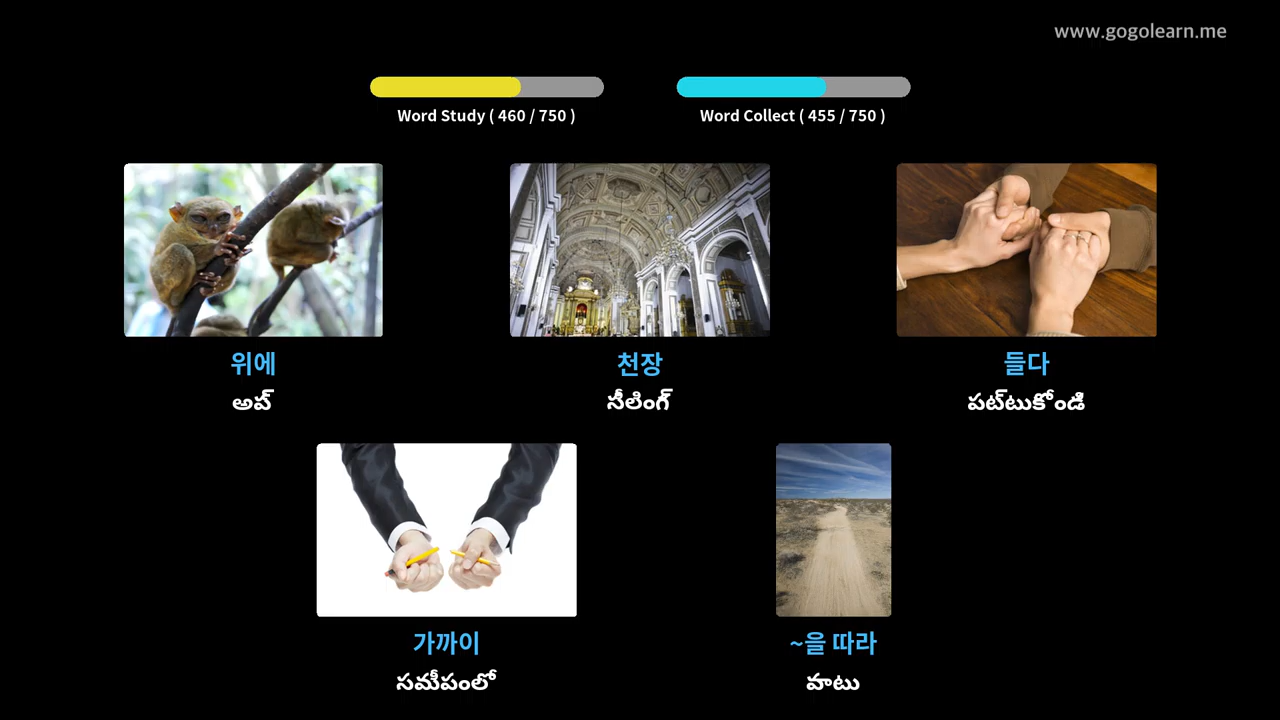 www.gogolearn.me
Word Study ( 460 / 750 )
Word Collect ( 455 / 750 )
위에
천장
들다
అప్
సీలింగ్
పట్టుకోండి
가까이
~을 따라
సమీపంలో
వాటు